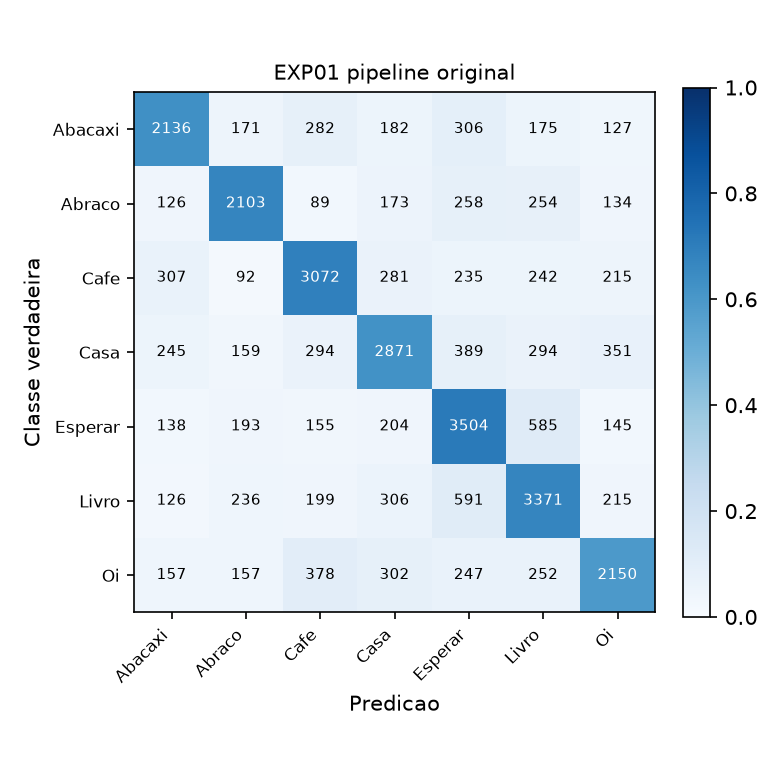 EXP01 pipeline original
Classe verdadeira
Abacaxi 2136 171 282 182 306 175 127
Abraco 126 2103 89 173 258 254 134
Cafe 307 92 3072 281 235 242 215
Casa 245 159 294 2871 389 294 351
Esperar 138 193 155 204 3504 585 145
Livro 126 236 199 306 591 3371 215
Oi 157 157 378 302 247 252 2150
Abacaxi Abraco Cafe Casa Esperar Livro Oi
Predicao
1.0
0.8
0.6
0.4
0.2
0.0